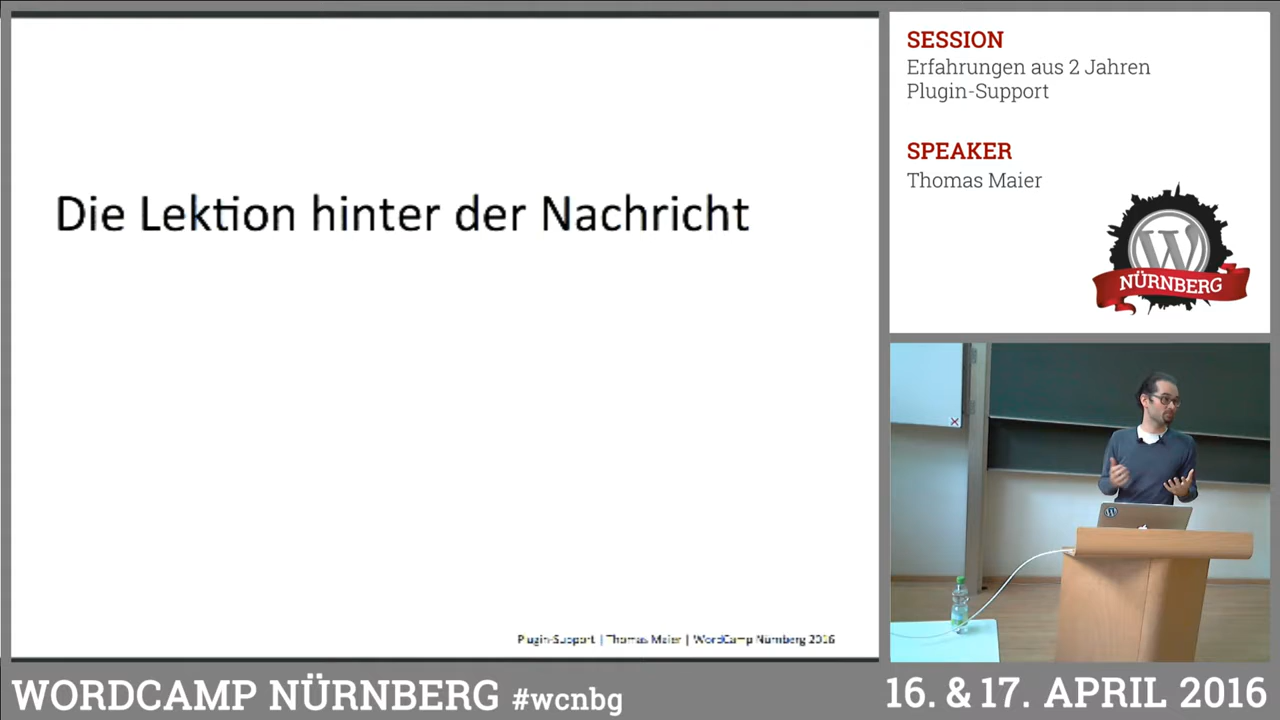 Die Lektion hinter der Nachricht
Plugin-Support | Thomas Maier | WordCamp Nürnberg 2016
SESSION
Erfahrungen aus 2 Jahren
Plugin-Support
SPEAKER
Thomas Maier
W
NÜRNBERG
WORDCAMP NÜRNBERG #wcnbg
16. & 17. APRIL 2016